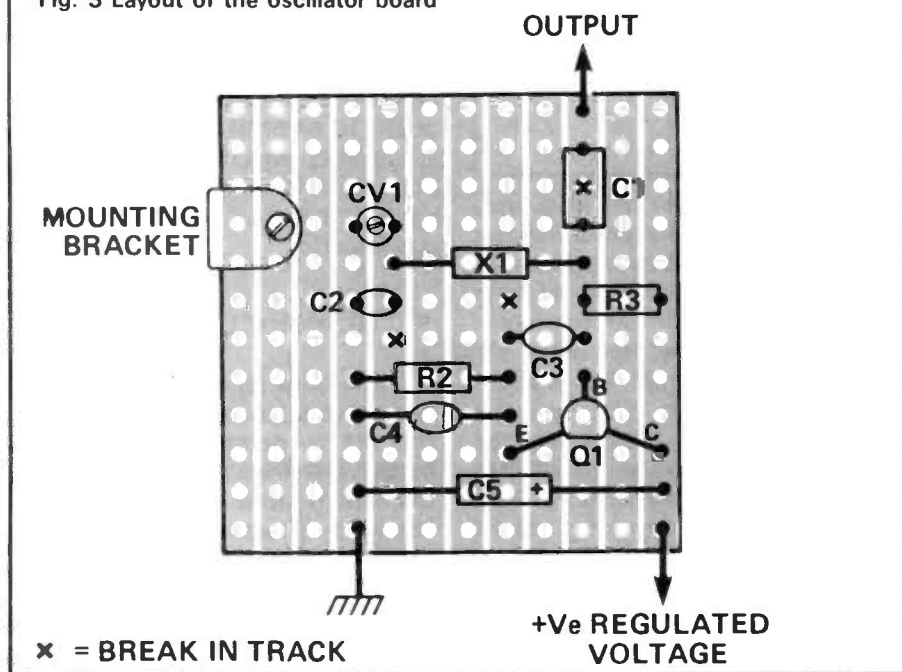 Fig. 3 Layout of the oscillator board
OUTPUT
C1
CV1
MOUNTING
BRACKET
X1
C2
R3
C3
R2
B
C4
E
C
Q1
C5 +
+Ve REGULATED
VOLTAGE
× = BREAK IN TRACK